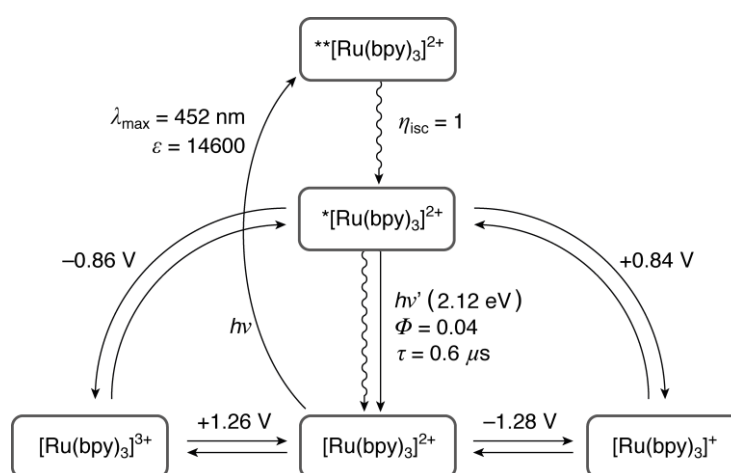 **[Ru(bpy)₃]²⁺
λmax = 452 nm
ε = 14600
ηisc = 1
*[Ru(bpy)₃]²⁺
–0.86 V
+0.84 V
hν
hν' (2.12 eV)
Φ = 0.04
τ = 0.6 μs
[Ru(bpy)₃]³⁺
+1.26 V
[Ru(bpy)₃]²⁺
–1.28 V
[Ru(bpy)₃]⁺